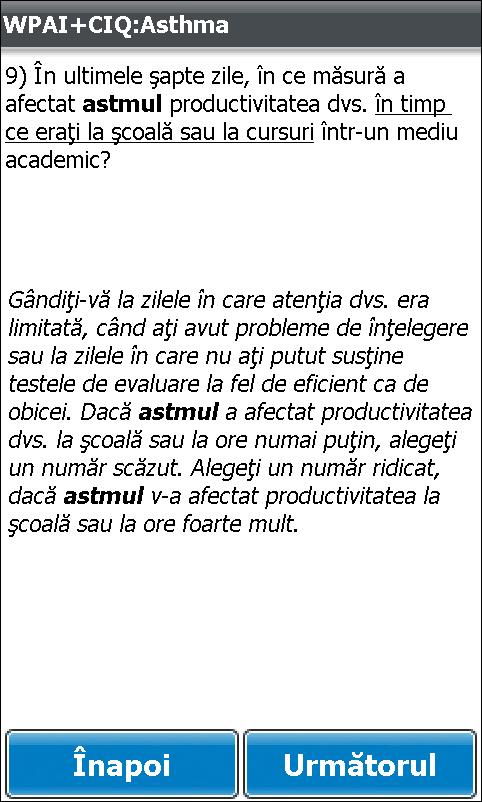 WPAI+CIQ:Asthma
9) În ultimele şapte zile, în ce măsură a
afectat astmul productivitatea dvs. în timp
ce eraţi la şcoală sau la cursuri într-un mediu
academic?
Gândiţi-vă la zilele în care atenţia dvs. era
limitată, când aţi avut probleme de înţelegere
sau la zilele în care nu aţi putut susţine
testele de evaluare la fel de eficient ca de
obicei. Dacă astmul a afectat productivitatea
dvs. la şcoală sau la ore numai puţin, alegeţi
un număr scăzut. Alegeţi un număr ridicat,
dacă astmul v-a afectat productivitatea la
şcoală sau la ore foarte mult.
Înapoi
Următorul